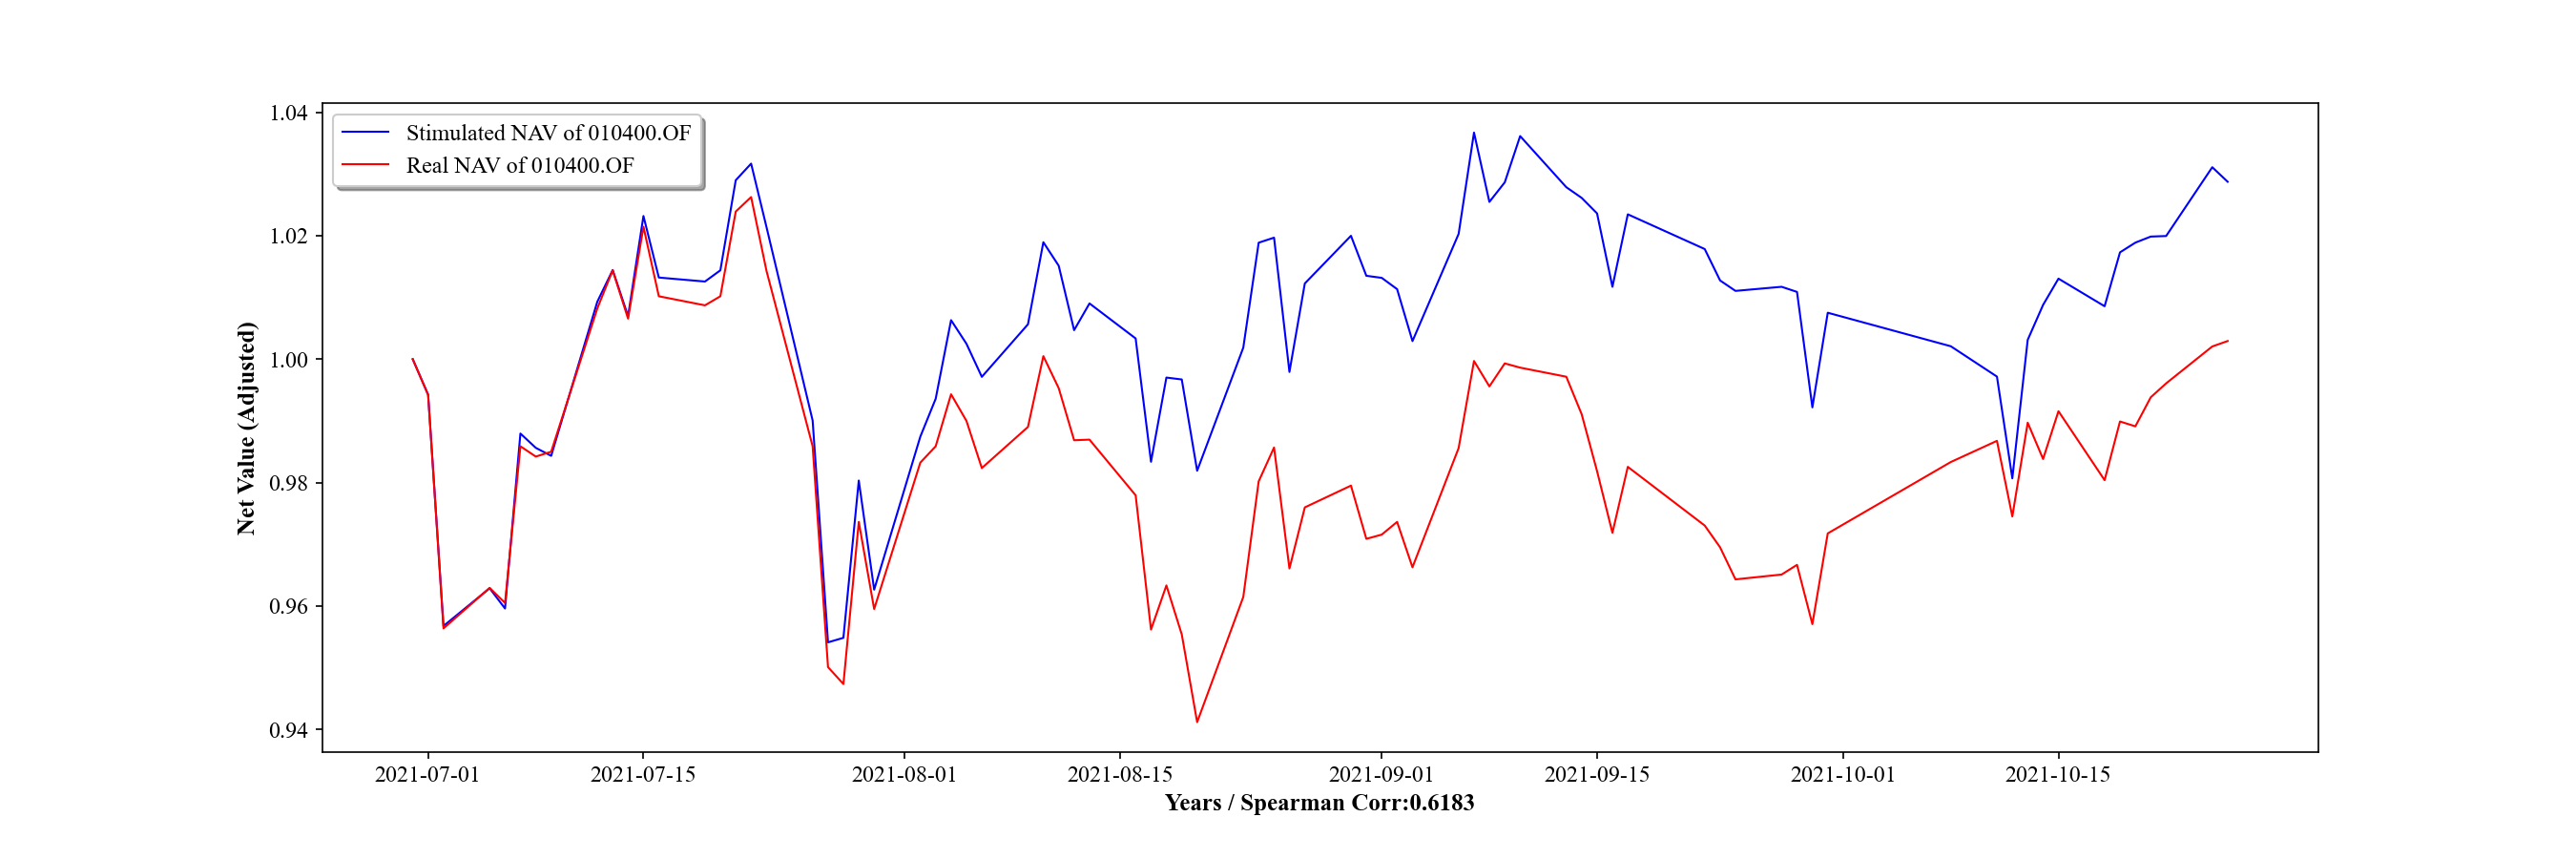 Stimulated NAV of 010400.OF
Real NAV of 010400.OF
Net Value (Adjusted)
1.04
1.02
1.00
0.98
0.96
0.94
2021-07-01 2021-07-15 2021-08-01 2021-08-15 2021-09-01 2021-09-15 2021-10-01 2021-10-15
Years / Spearman Corr:0.6183